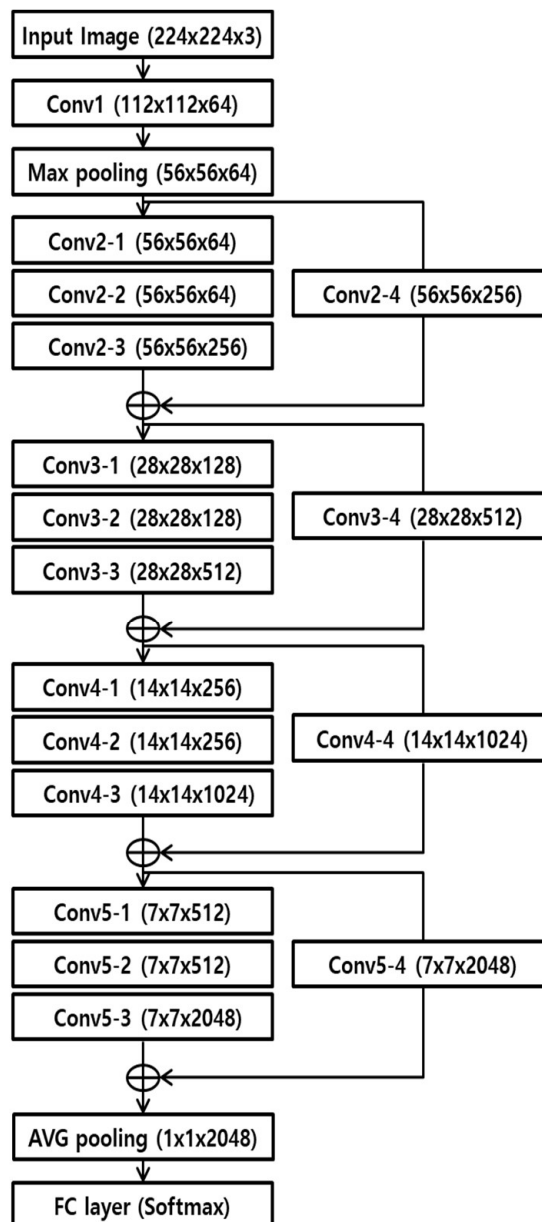 Input Image (224x224x3)
Conv1 (112x112x64)
Max pooling (56x56x64)
Conv2-1 (56x56x64)
Conv2-2 (56x56x64)
Conv2-4 (56x56x256)
Conv2-3 (56x56x256)
Conv3-1 (28x28x128)
Conv3-2 (28x28x128)
Conv3-4 (28x28x512)
Conv3-3 (28x28x512)
Conv4-1 (14x14x256)
Conv4-2 (14x14x256)
Conv4-4 (14x14x1024)
Conv4-3 (14x14x1024)
Conv5-1 (7x7x512)
Conv5-2 (7x7x512)
Conv5-4 (7x7x2048)
Conv5-3 (7x7x2048)
AVG pooling (1x1x2048)
FC layer (Softmax)